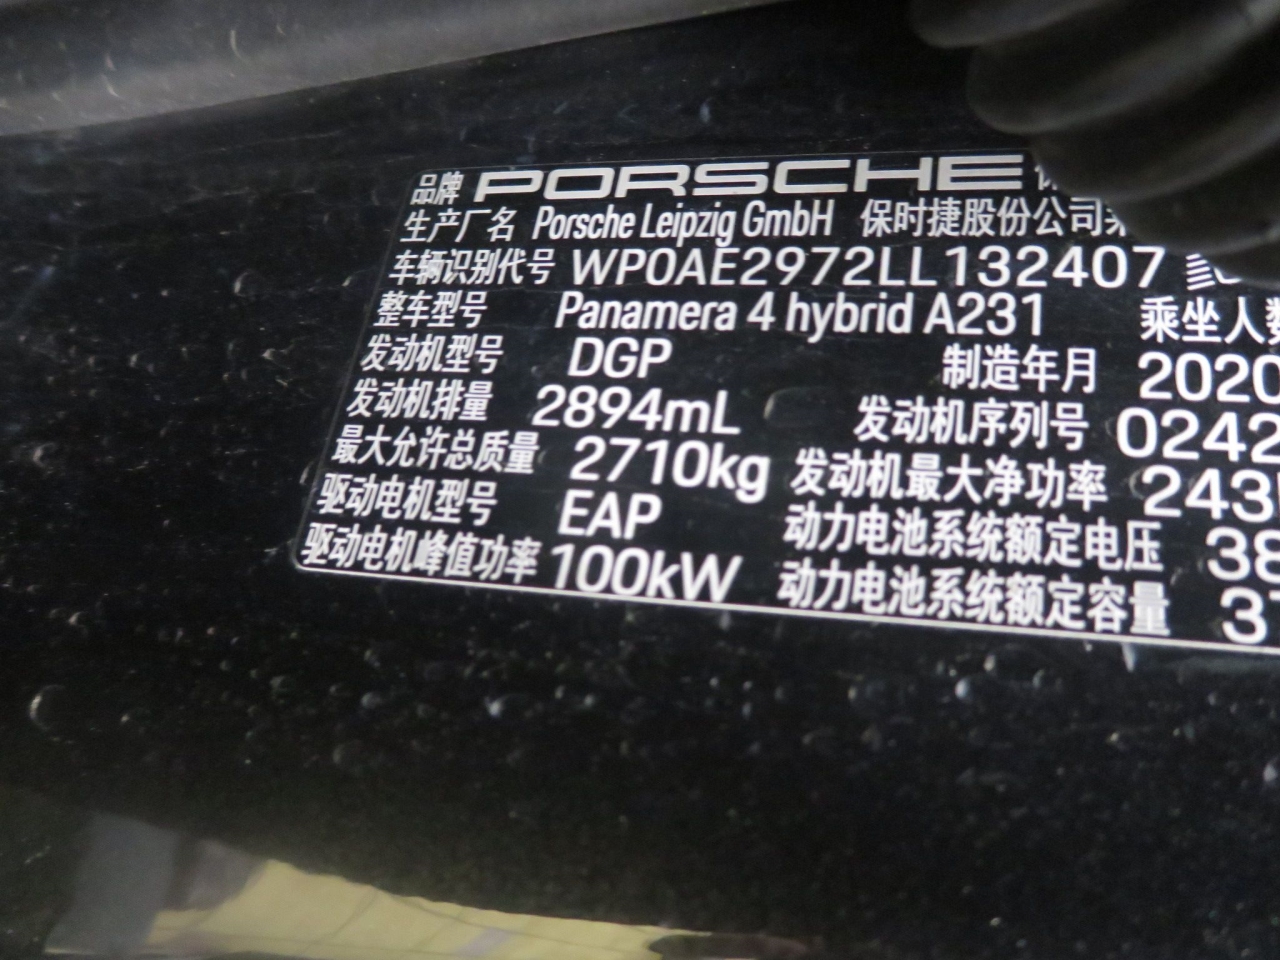 品牌 PORSCHE 保
生产厂名 Porsche Leipzig GmbH 保时捷股份公司莱
车辆识别代号 WP0AE2972LL132407
整车型号 Panamera 4 hybrid A231 乘坐人数
发动机型号 DGP 制造年月 2020
发动机排量 2894mL 发动机序列号 0242
最大允许总质量 2710kg 发动机最大净功率 243
驱动电机型号 EAP 动力电池系统额定电压 38
驱动电机峰值功率 100kW 动力电池系统额定容量 37